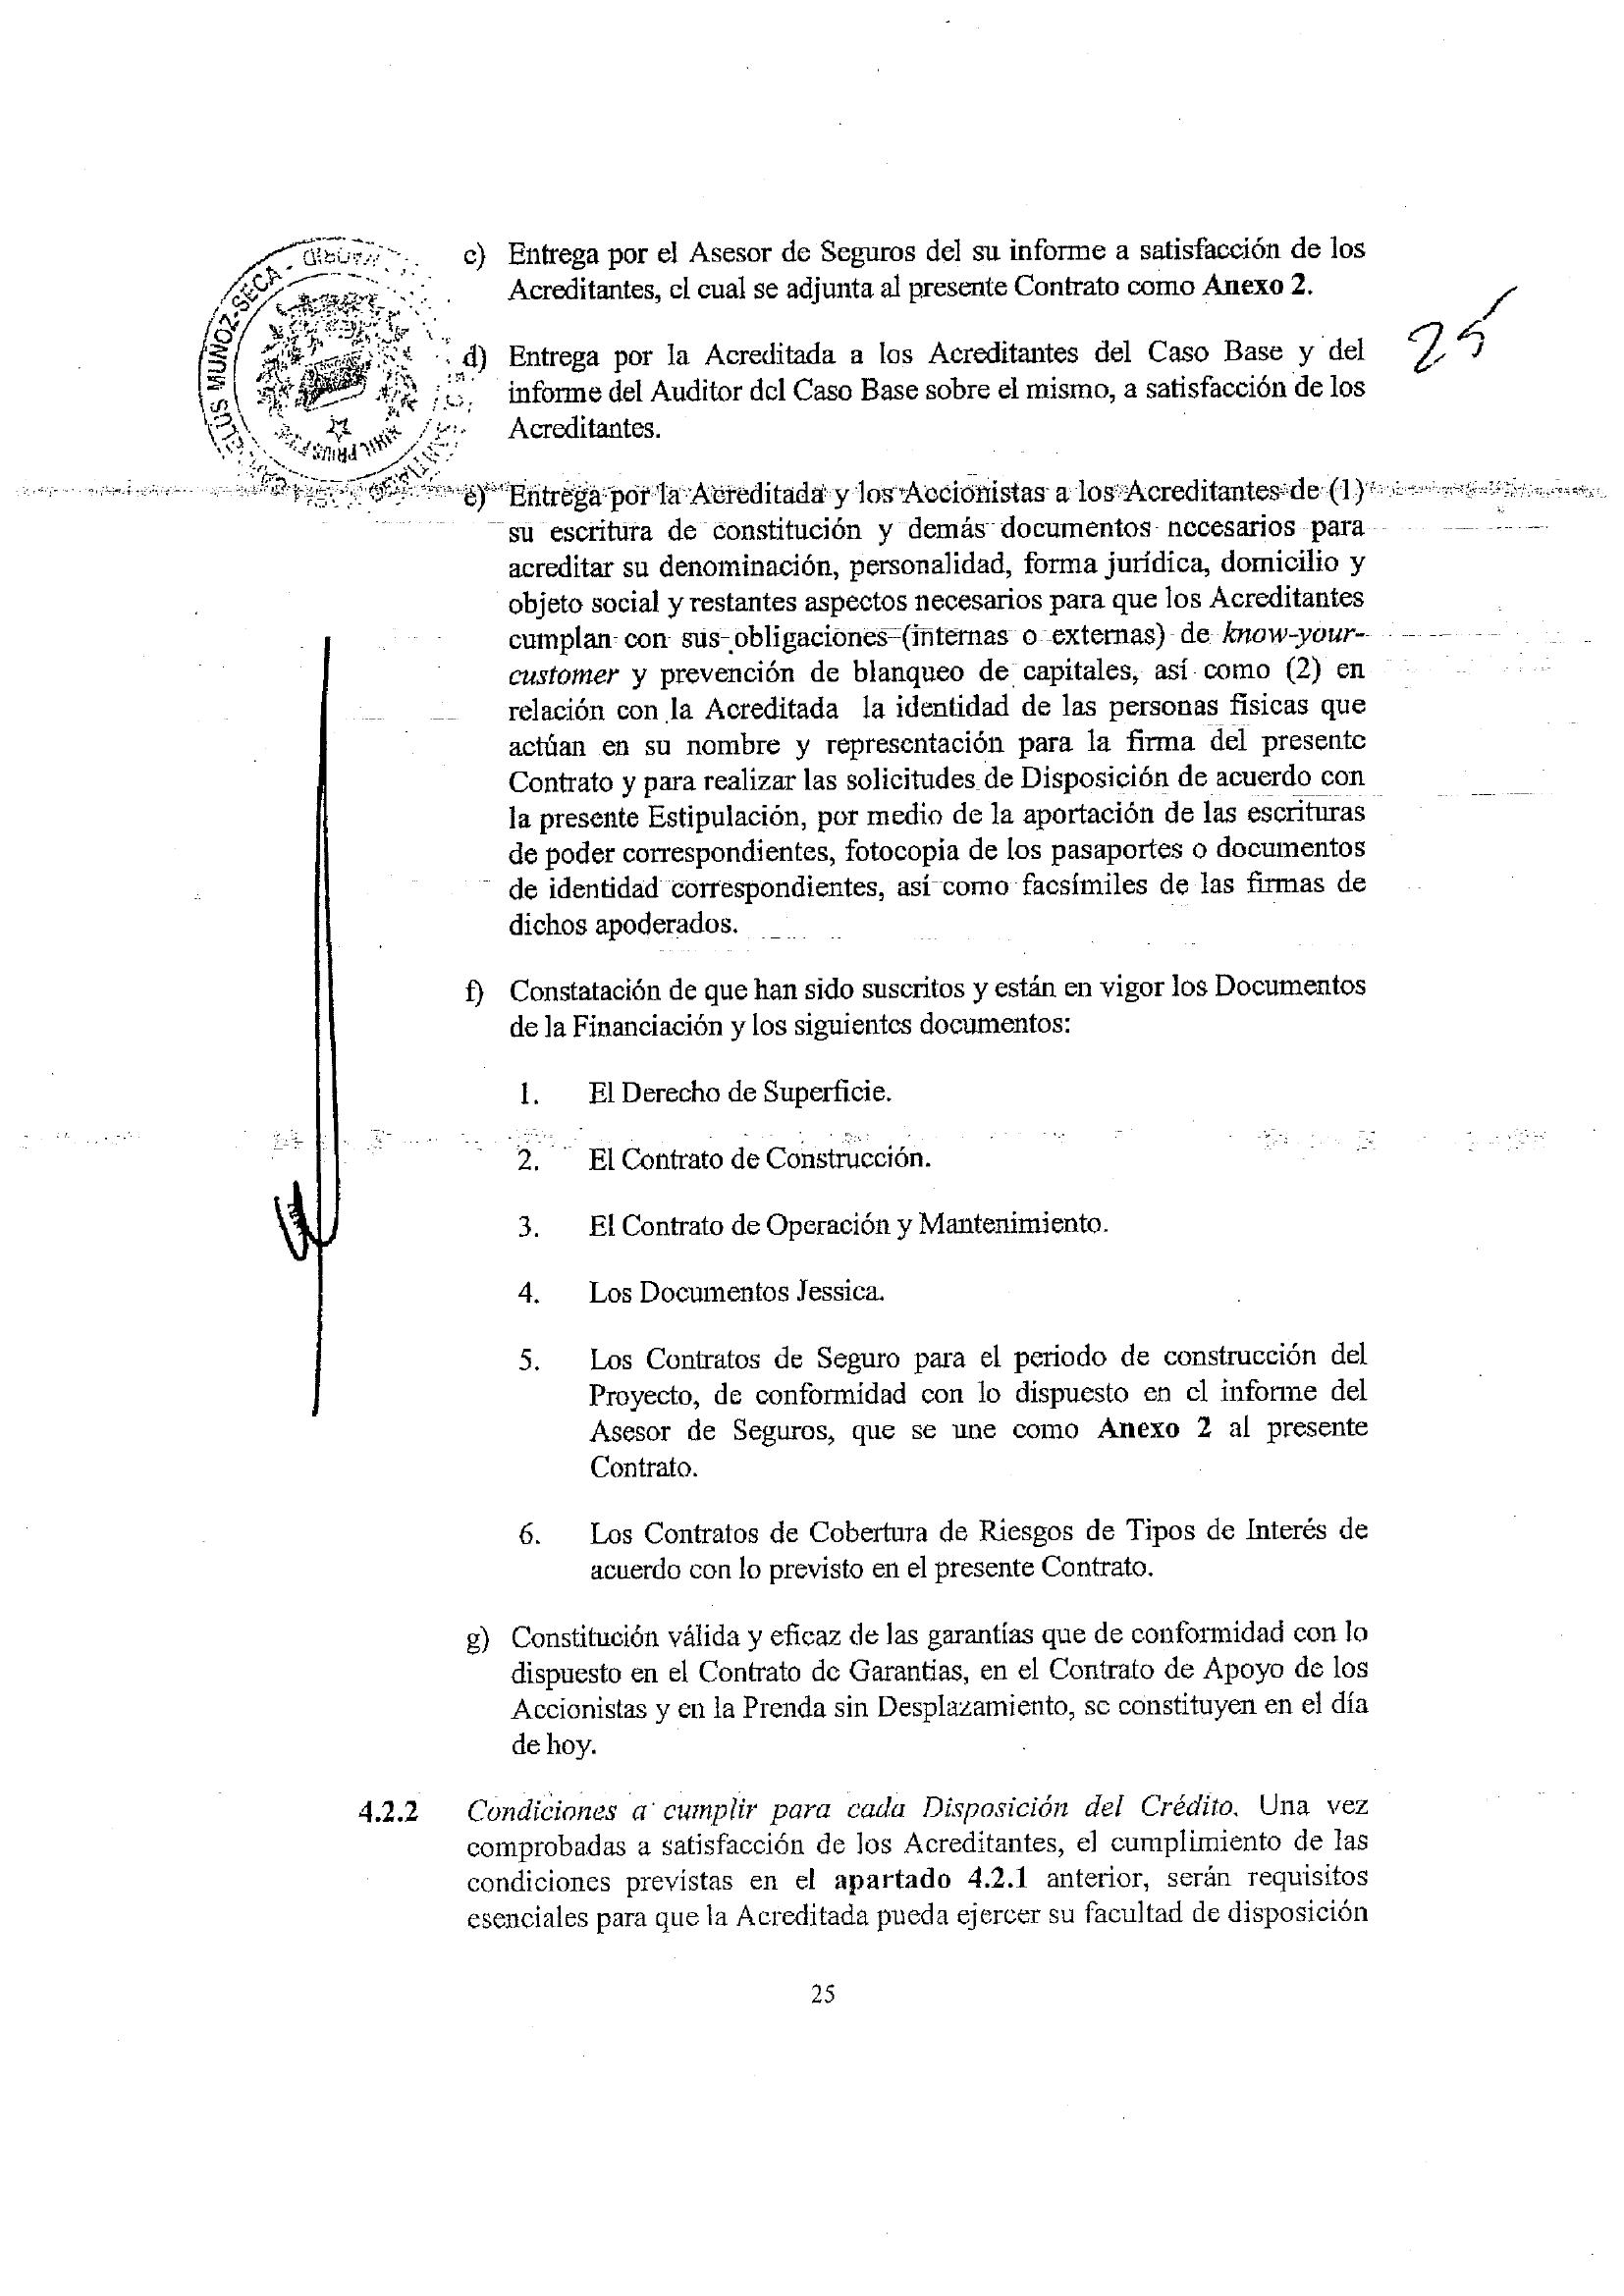 c) Entrega por el Asesor de Seguros del su informe a satisfacción de los
Acreditantes, el cual se adjunta al presente Contrato como Anexo 2.
25
d) Entrega por la Acreditada a los Acreditantes del Caso Base y del
informe del Auditor del Caso Base sobre el mismo, a satisfacción de los
Acreditantes.
MUÑOZ-SECA - MADRID
NIHIL PRIUS FIDE
e) Entrega por la Acreditada y los Accionistas a los Acreditantes de (1)
su escritura de constitución y demás documentos necesarios para
acreditar su denominación, personalidad, forma jurídica, domicilio y
objeto social y restantes aspectos necesarios para que los Acreditantes
cumplan con sus obligaciones (internas o externas) de know-your-
customer y prevención de blanqueo de capitales, así como (2) en
relación con la Acreditada la identidad de las personas físicas que
actúan en su nombre y representación para la firma del presente
Contrato y para realizar las solicitudes de Disposición de acuerdo con
la presente Estipulación, por medio de la aportación de las escrituras
de poder correspondientes, fotocopia de los pasaportes o documentos
de identidad correspondientes, así como facsímiles de las firmas de
dichos apoderados.
f) Constatación de que han sido suscritos y están en vigor los Documentos
de la Financiación y los siguientes documentos:
1. El Derecho de Superficie.
2. El Contrato de Construcción.
3. El Contrato de Operación y Mantenimiento.
4. Los Documentos Jessica.
5. Los Contratos de Seguro para el periodo de construcción del
Proyecto, de conformidad con lo dispuesto en el informe del
Asesor de Seguros, que se une como Anexo 2 al presente
Contrato.
6. Los Contratos de Cobertura de Riesgos de Tipos de Interés de
acuerdo con lo previsto en el presente Contrato.
g) Constitución válida y eficaz de las garantías que de conformidad con lo
dispuesto en el Contrato de Garantías, en el Contrato de Apoyo de los
Accionistas y en la Prenda sin Desplazamiento, se constituyen en el día
de hoy.
4.2.2 Condiciones a cumplir para cada Disposición del Crédito. Una vez
comprobadas a satisfacción de los Acreditantes, el cumplimiento de las
condiciones previstas en el apartado 4.2.1 anterior, serán requisitos
esenciales para que la Acreditada pueda ejercer su facultad de disposición
25